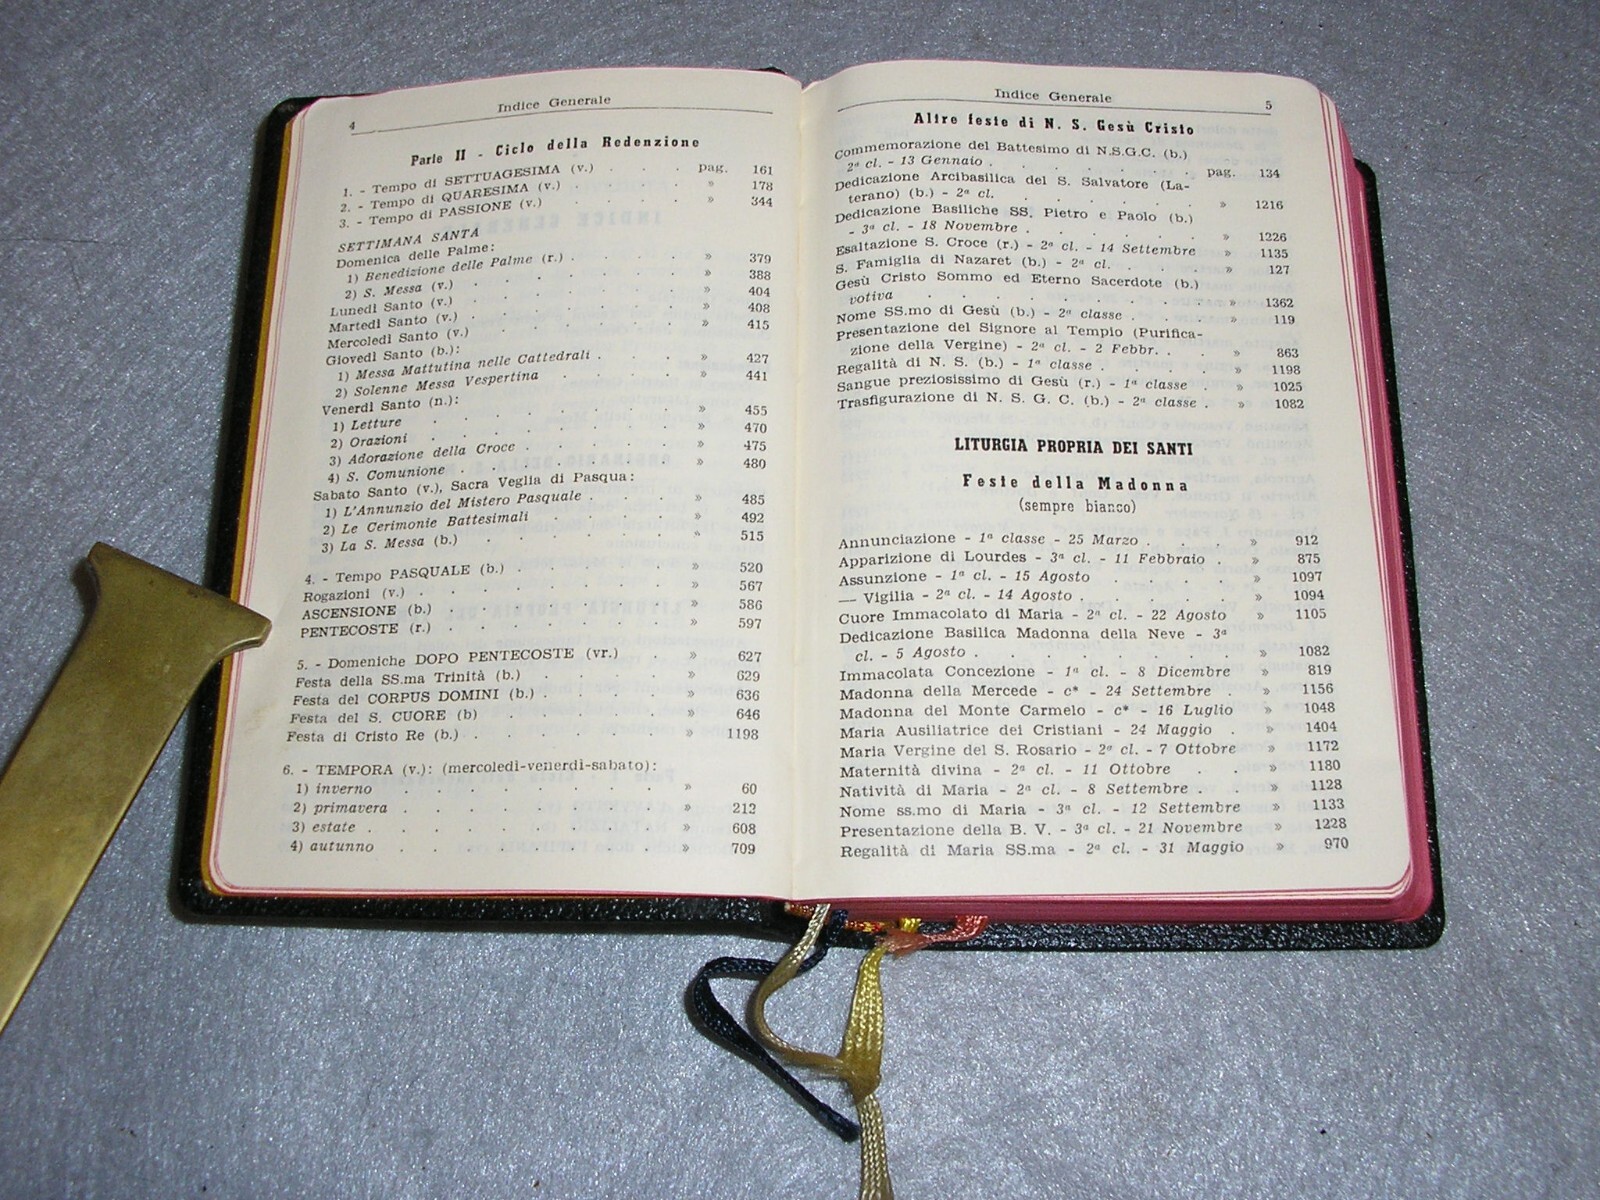 4 Indice Generale
Parte II - Ciclo della Redenzione
1. - Tempo di SETTUAGESIMA (v.) . . . pag. 161
2. - Tempo di QUARESIMA (v.) . . . . » 178
3. - Tempo di PASSIONE (v.) . . . . » 344
SETTIMANA SANTA
Domenica delle Palme:
1) Benedizione delle Palme (r.) . . . . » 379
2) S. Messa (v.) . . . . . . » 388
Lunedì Santo (v.) . . . . . . » 404
Martedì Santo (v.) . . . . . . » 408
Mercoledì Santo (v.) . . . . . . » 415
Giovedì Santo (b.):
1) Messa Mattutina nelle Cattedrali . . . » 427
2) Solenne Messa Vespertina . . . . » 441
Venerdì Santo (n.):
1) Letture . . . . . . . » 455
2) Orazioni . . . . . . . » 470
3) Adorazione della Croce . . . . » 475
4) S. Comunione . . . . . . » 480
Sabato Santo (v.), Sacra Veglia di Pasqua:
1) L'Annunzio del Mistero Pasquale . . . » 485
2) Le Cerimonie Battesimali . . . . » 492
3) La S. Messa (b.) . . . . . . » 515
4. - Tempo PASQUALE (b.) . . . . . » 520
Rogazioni (v.) . . . . . . . » 567
ASCENSIONE (b.) . . . . . . » 586
PENTECOSTE (r.) . . . . . . » 597
5. - Domeniche DOPO PENTECOSTE (vr.) . . » 627
Festa della SS.ma Trinità (b.) . . . . » 629
Festa del CORPUS DOMINI (b.) . . . . » 636
Festa del S. CUORE (b) . . . . . » 646
Festa di Cristo Re (b.) . . . . . . » 1198
6. - TEMPORA (v.): (mercoledì-venerdì-sabato):
1) inverno . . . . . . . » 60
2) primavera . . . . . . . » 212
3) estate . . . . . . . . » 608
4) autunno . . . . . . . » 709
Indice Generale 5
Altre feste di N. S. Gesù Cristo
Commemorazione del Battesimo di N.S.G.C. (b.)
2ª cl. - 13 Gennaio . . . . . . pag. 134
Dedicazione Arcibasilica del S. Salvatore (La-
terano) (b.) - 2ª cl. . . . . . . » 1216
Dedicazione Basiliche SS. Pietro e Paolo (b.)
- 3ª cl. - 18 Novembre . . . . . . » 1226
Esaltazione S. Croce (r.) - 2ª cl. - 14 Settembre » 1135
S. Famiglia di Nazaret (b.) - 2ª cl. . . . » 127
Gesù Cristo Sommo ed Eterno Sacerdote (b.)
votiva . . . . . . . . » 1362
Nome SS.mo di Gesù (b.) - 2ª classe . . . » 119
Presentazione del Signore al Tempio (Purifica-
zione della Vergine) - 2ª cl. - 2 Febbr. . . » 863
Regalità di N. S. (b.) - 1ª classe . . . . » 1198
Sangue preziosissimo di Gesù (r.) - 1ª classe . » 1025
Trasfigurazione di N. S. G. C. (b.) - 2ª classe . » 1082
LITURGIA PROPRIA DEI SANTI
Feste della Madonna
(sempre bianco)
Annunciazione - 1ª classe - 25 Marzo . . . » 912
Apparizione di Lourdes - 3ª cl. - 11 Febbraio » 875
Assunzione - 1ª cl. - 15 Agosto . . . . » 1097
— Vigilia - 2ª cl. - 14 Agosto . . . . . » 1094
Cuore Immacolato di Maria - 2ª cl. - 22 Agosto » 1105
Dedicazione Basilica Madonna della Neve - 3ª
cl. - 5 Agosto . . . . . . . » 1082
Immacolata Concezione - 1ª cl. - 8 Dicembre » 819
Madonna della Mercede - c* - 24 Settembre . » 1156
Madonna del Monte Carmelo - c* - 16 Luglio » 1048
Maria Ausiliatrice dei Cristiani - 24 Maggio . » 1404
Maria Vergine del S. Rosario - 2ª cl. - 7 Ottobre » 1172
Maternità divina - 2ª cl. - 11 Ottobre . . » 1180
Natività di Maria - 2ª cl. - 8 Settembre . . » 1128
Nome ss.mo di Maria - 3ª cl. - 12 Settembre » 1133
Presentazione della B. V. - 3ª cl. - 21 Novembre » 1228
Regalità di Maria SS.ma - 2ª cl. - 31 Maggio » 970